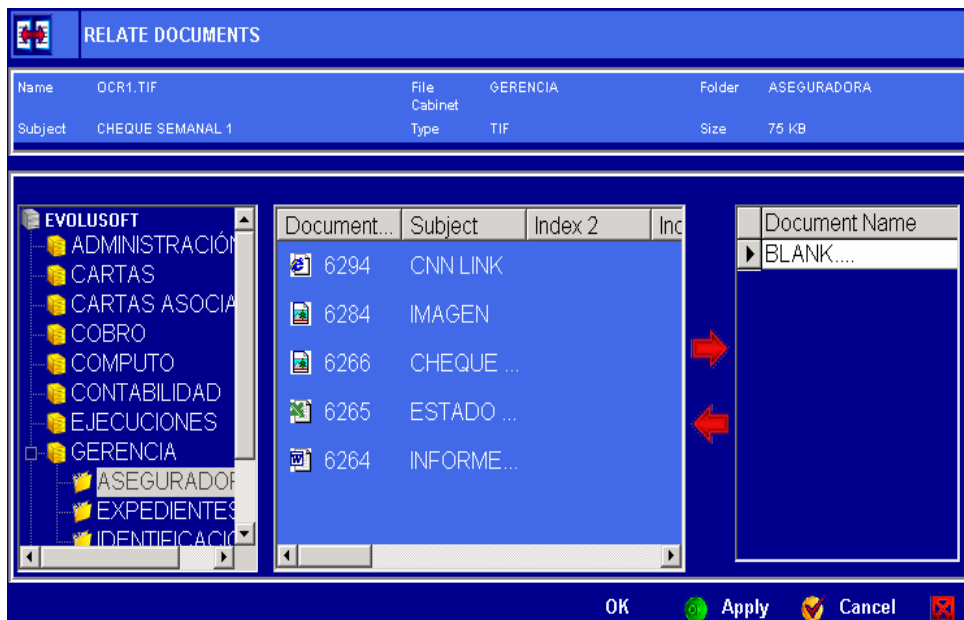 RELATE DOCUMENTS
Name OCR1.TIF File Cabinet GERENCIA Folder ASEGURADORA
Subject CHEQUE SEMANAL 1 Type TIF Size 75 KB
EVOLUSOFT
ADMINISTRACIÓN
CARTAS
CARTAS ASOCIA
COBRO
COMPUTO
CONTABILIDAD
EJECUCIONES
GERENCIA
ASEGURADOR
EXPEDIENTES
IDENTIFICACIO
Document... Subject Index 2 Ind
6294 CNN LINK
6284 IMAGEN
6266 CHEQUE ...
6265 ESTADO ...
6264 INFORME...
Document Name
BLANK....
OK Apply Cancel